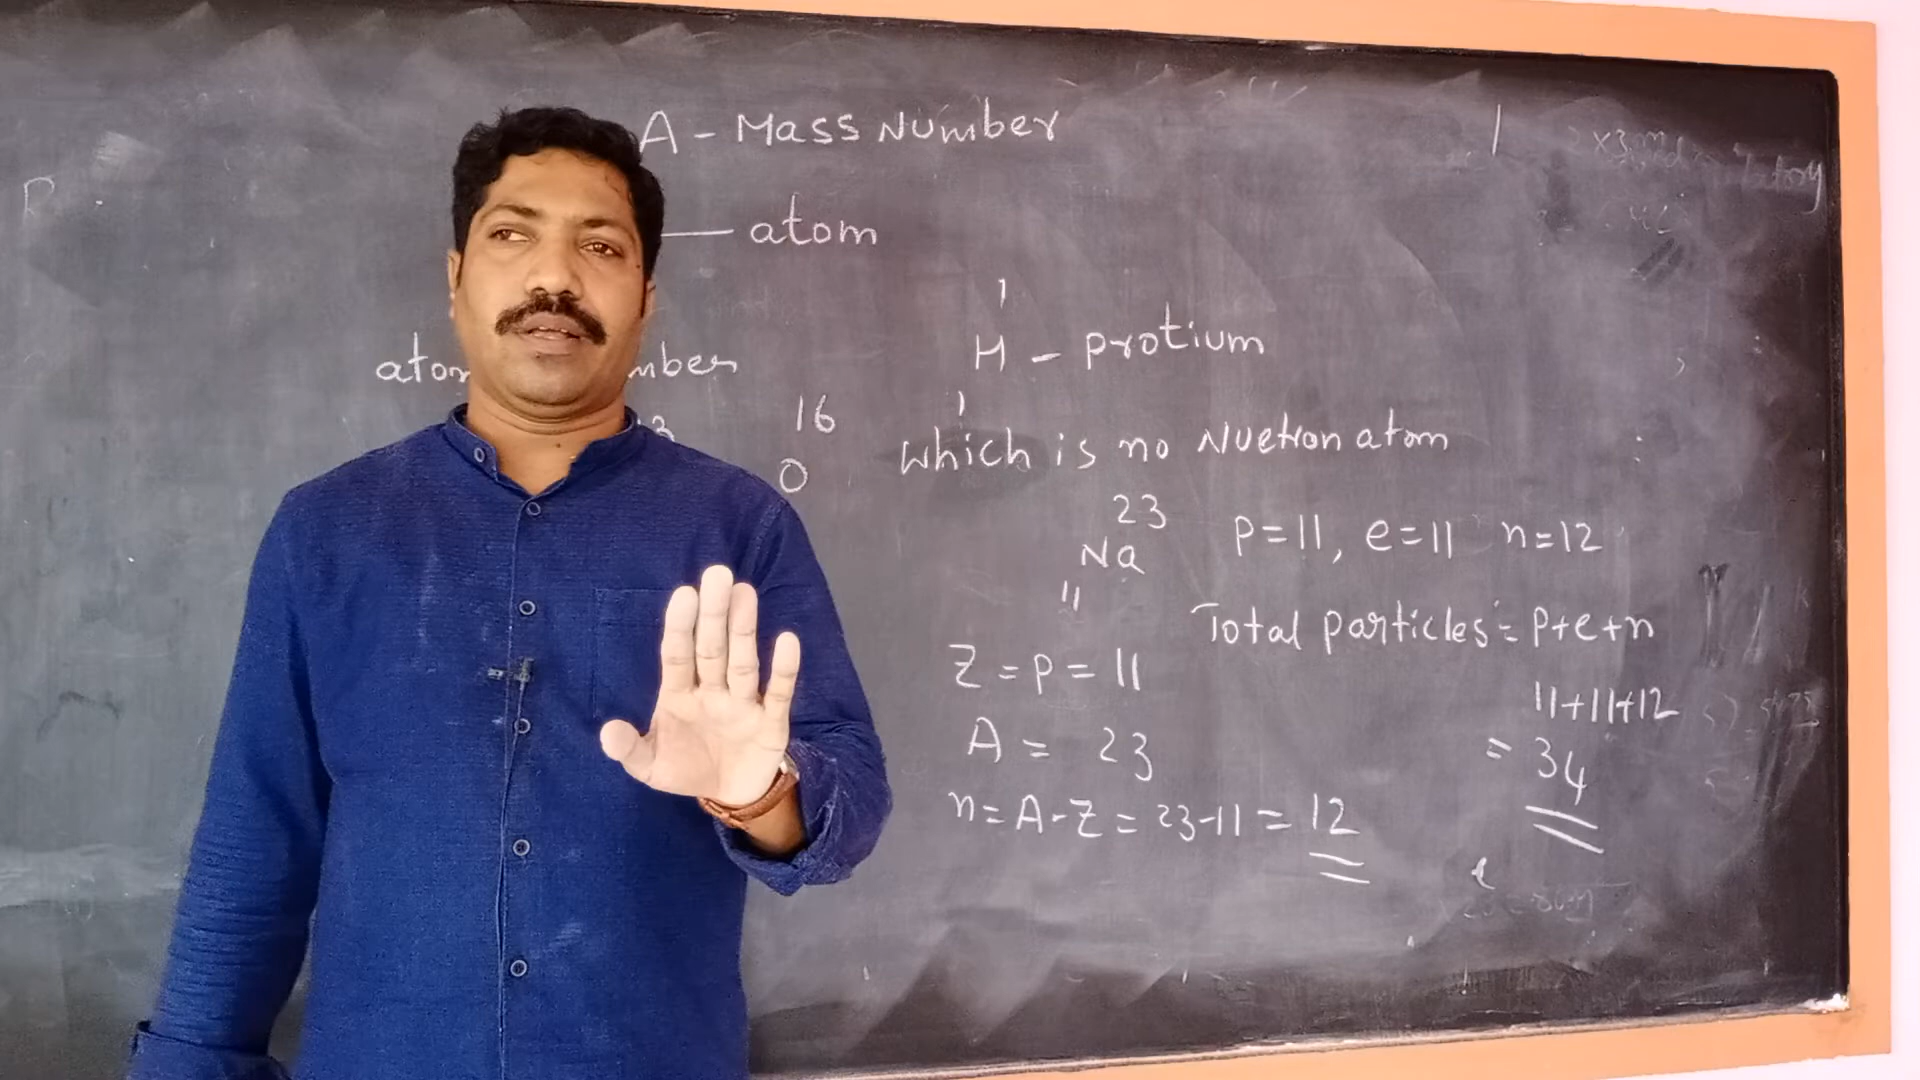 A - Mass Number
— atom
1
H - protium
1
atom
16
O
which is no Nuetron atom
23
Na
11
P=11, e=11 n=12
Total particles = P+e+n
11+11+12
= 34
Z = P = 11
A = 23
n = A-Z = 23-11 = 12